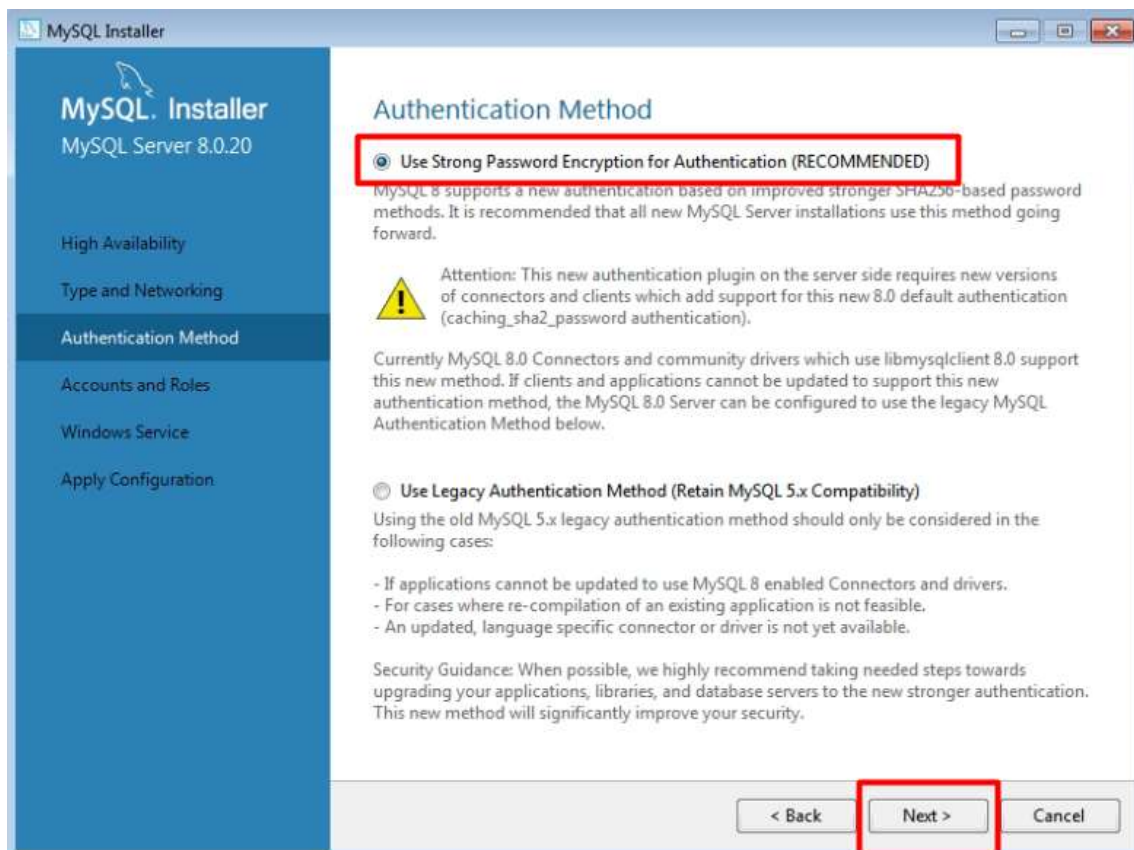 MySQL Installer
MySQL. Installer
MySQL Server 8.0.20
High Availability
Type and Networking
Authentication Method
Accounts and Roles
Windows Service
Apply Configuration
Authentication Method
Use Strong Password Encryption for Authentication (RECOMMENDED)
MySQL 8 supports a new authentication based on improved stronger SHA256-based password
methods. It is recommended that all new MySQL Server installations use this method going
forward.
Attention: This new authentication plugin on the server side requires new versions
of connectors and clients which add support for this new 8.0 default authentication
(caching_sha2_password authentication).
Currently MySQL 8.0 Connectors and community drivers which use libmysqlclient 8.0 support
this new method. If clients and applications cannot be updated to support this new
authentication method, the MySQL 8.0 Server can be configured to use the legacy MySQL
Authentication Method below.
Use Legacy Authentication Method (Retain MySQL 5.x Compatibility)
Using the old MySQL 5.x legacy authentication method should only be considered in the
following cases:
- If applications cannot be updated to use MySQL 8 enabled Connectors and drivers.
- For cases where re-compilation of an existing application is not feasible.
- An updated, language specific connector or driver is not yet available.
Security Guidance: When possible, we highly recommend taking needed steps towards
upgrading your applications, libraries, and database servers to the new stronger authentication.
This new method will significantly improve your security.
< Back
Next >
Cancel